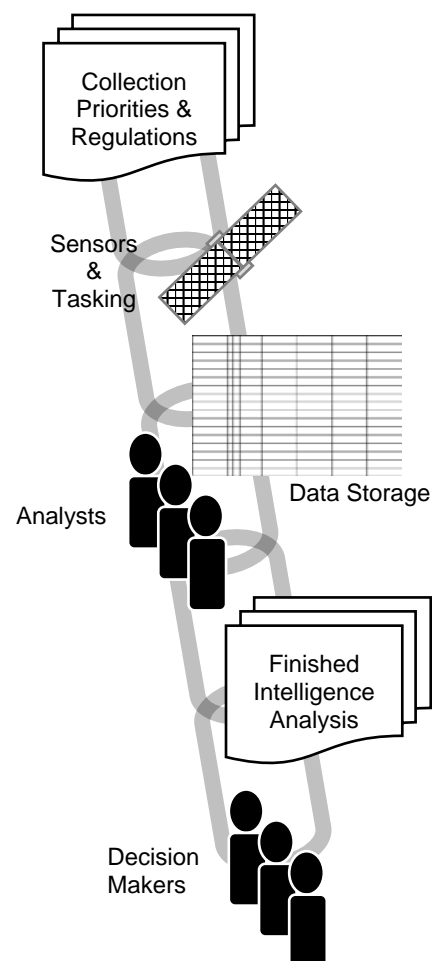 Collection
Priorities &
Regulations
Sensors
&
Tasking
Data Storage
Analysts
Finished
Intelligence
Analysis
Decision
Makers